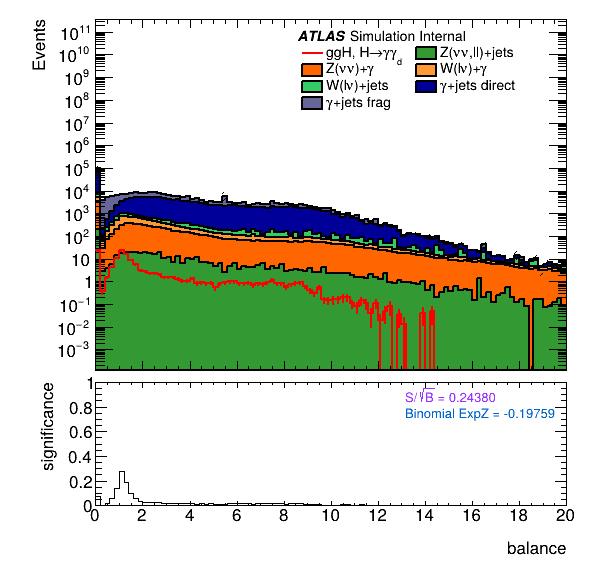 Events
10¹¹
10¹⁰
10⁹
10⁸
10⁷
10⁶
10⁵
10⁴
10³
10²
10
1
10⁻¹
10⁻²
10⁻³
ATLAS Simulation Internal
ggH, H→γγ_d Z(νν,ll)+jets
Z(νν)+γ W(lν)+γ
W(lν)+jets γ+jets direct
γ+jets frag
significance
1
0.8
0.6
0.4
0.2
0
S/√B = 0.24380
Binomial ExpZ = -0.19759
0 2 4 6 8 10 12 14 16 18 20
balance